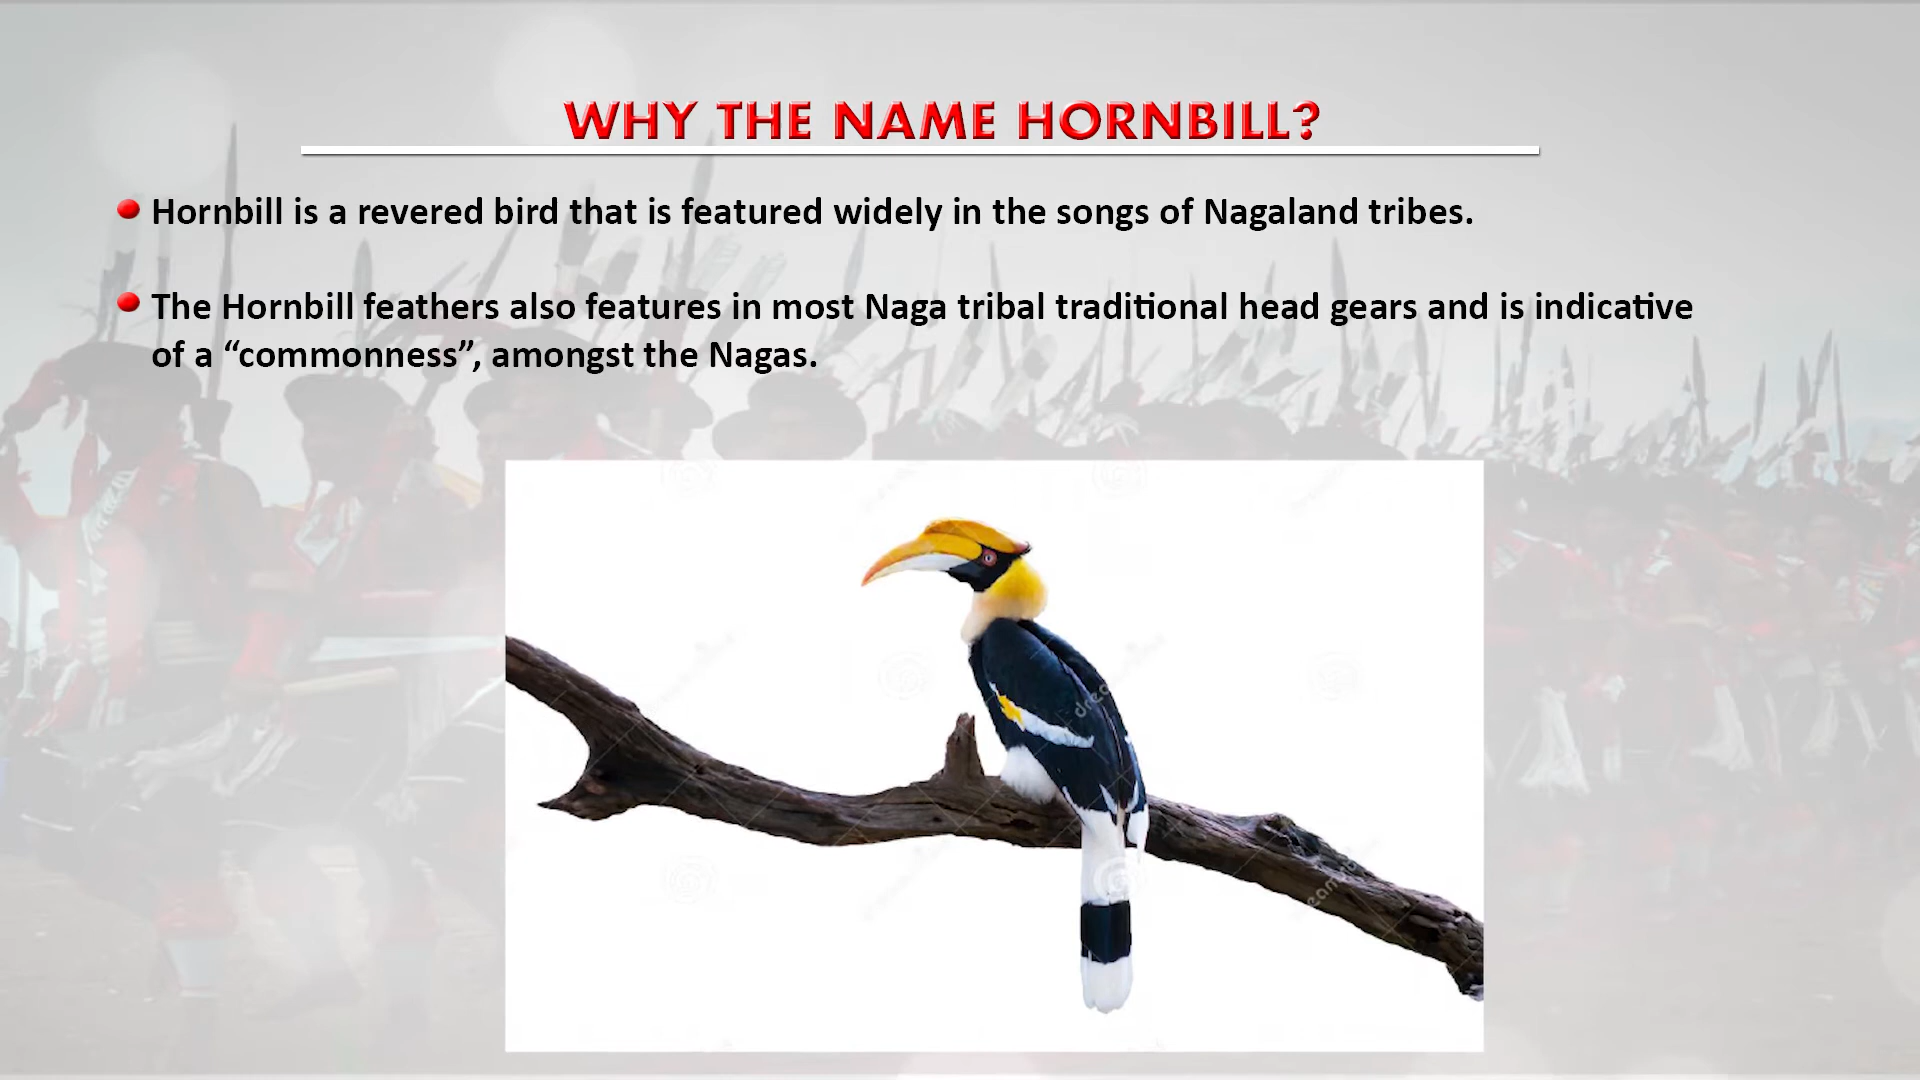 WHY THE NAME HORNBILL?
Hornbill is a revered bird that is featured widely in the songs of Nagaland tribes.
The Hornbill feathers also features in most Naga tribal traditional head gears and is indicative
of a “commonness”, amongst the Nagas.